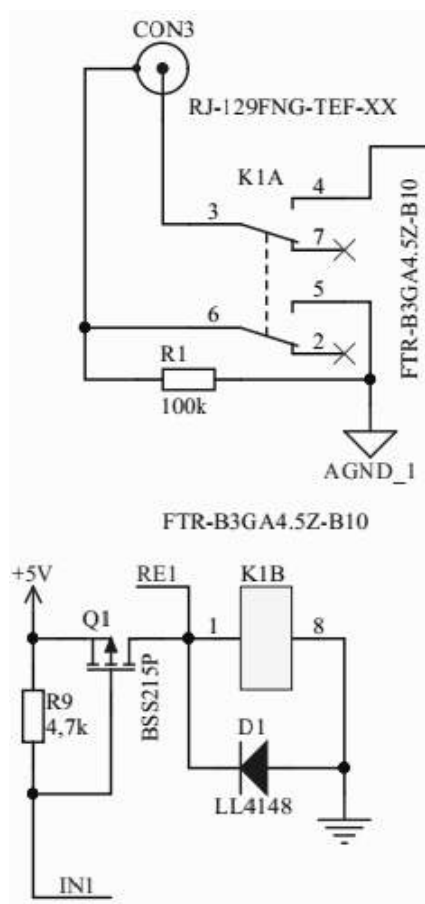 CON3
RJ-129FNG-TEF-XX
K1A
4
3
7
5
6
2
FTR-B3GA4.5Z-B10
R1
100k
AGND_1
FTR-B3GA4.5Z-B10
+5V
RE1
K1B
Q1
1
8
BSS215P
R9
4,7k
D1
LL4148
IN1